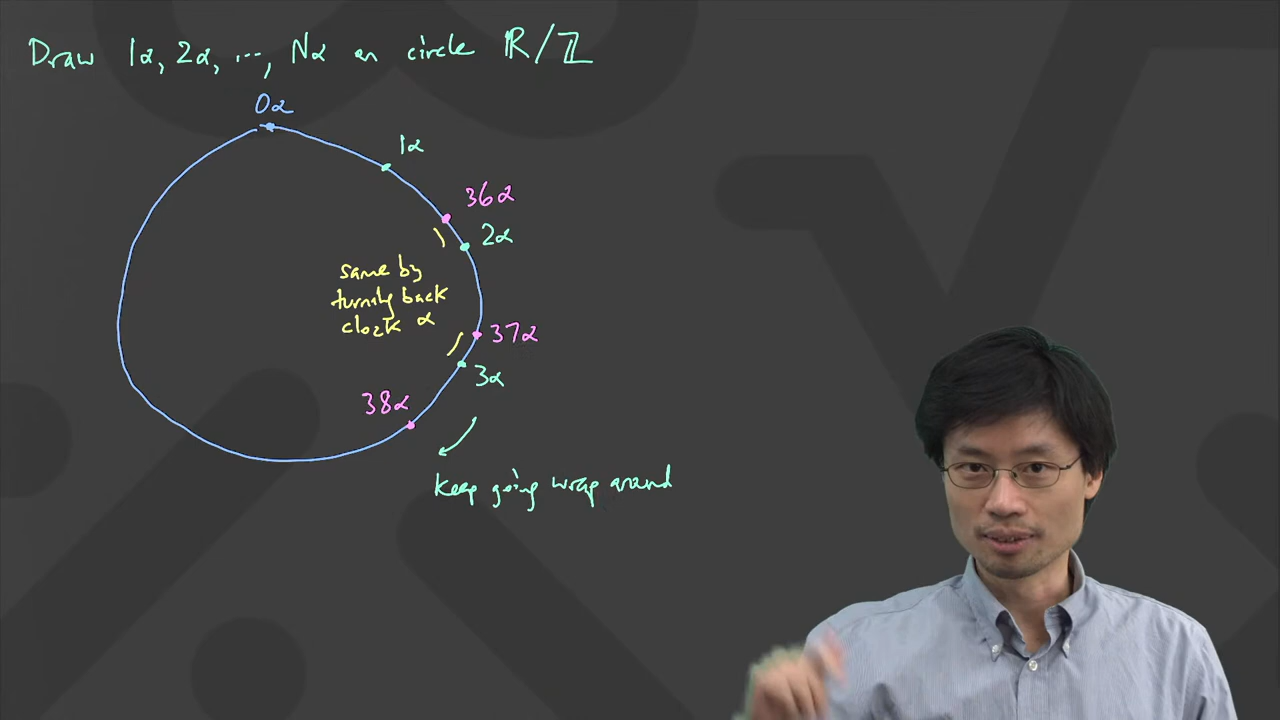 Draw 1α, 2α, ⋯, Nα on circle ℝ/ℤ
0α
1α
36α
2α
same by
turning back
clock α
37α
3α
38α
keep going wrap around